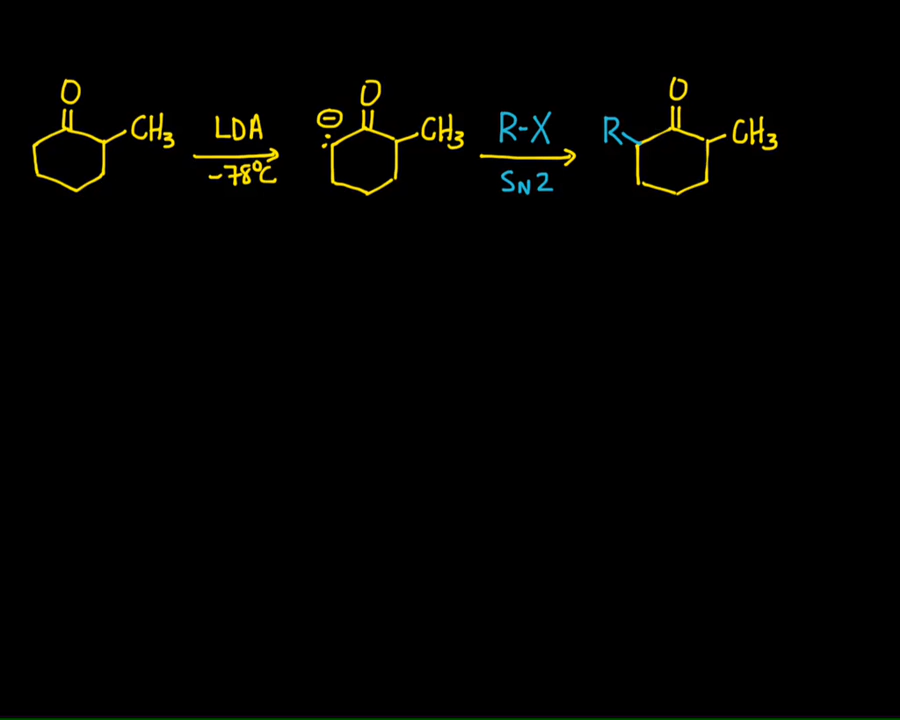 O O O
CH₃ LDA ⊖ CH₃ R-X R CH₃
-78°C : SN2